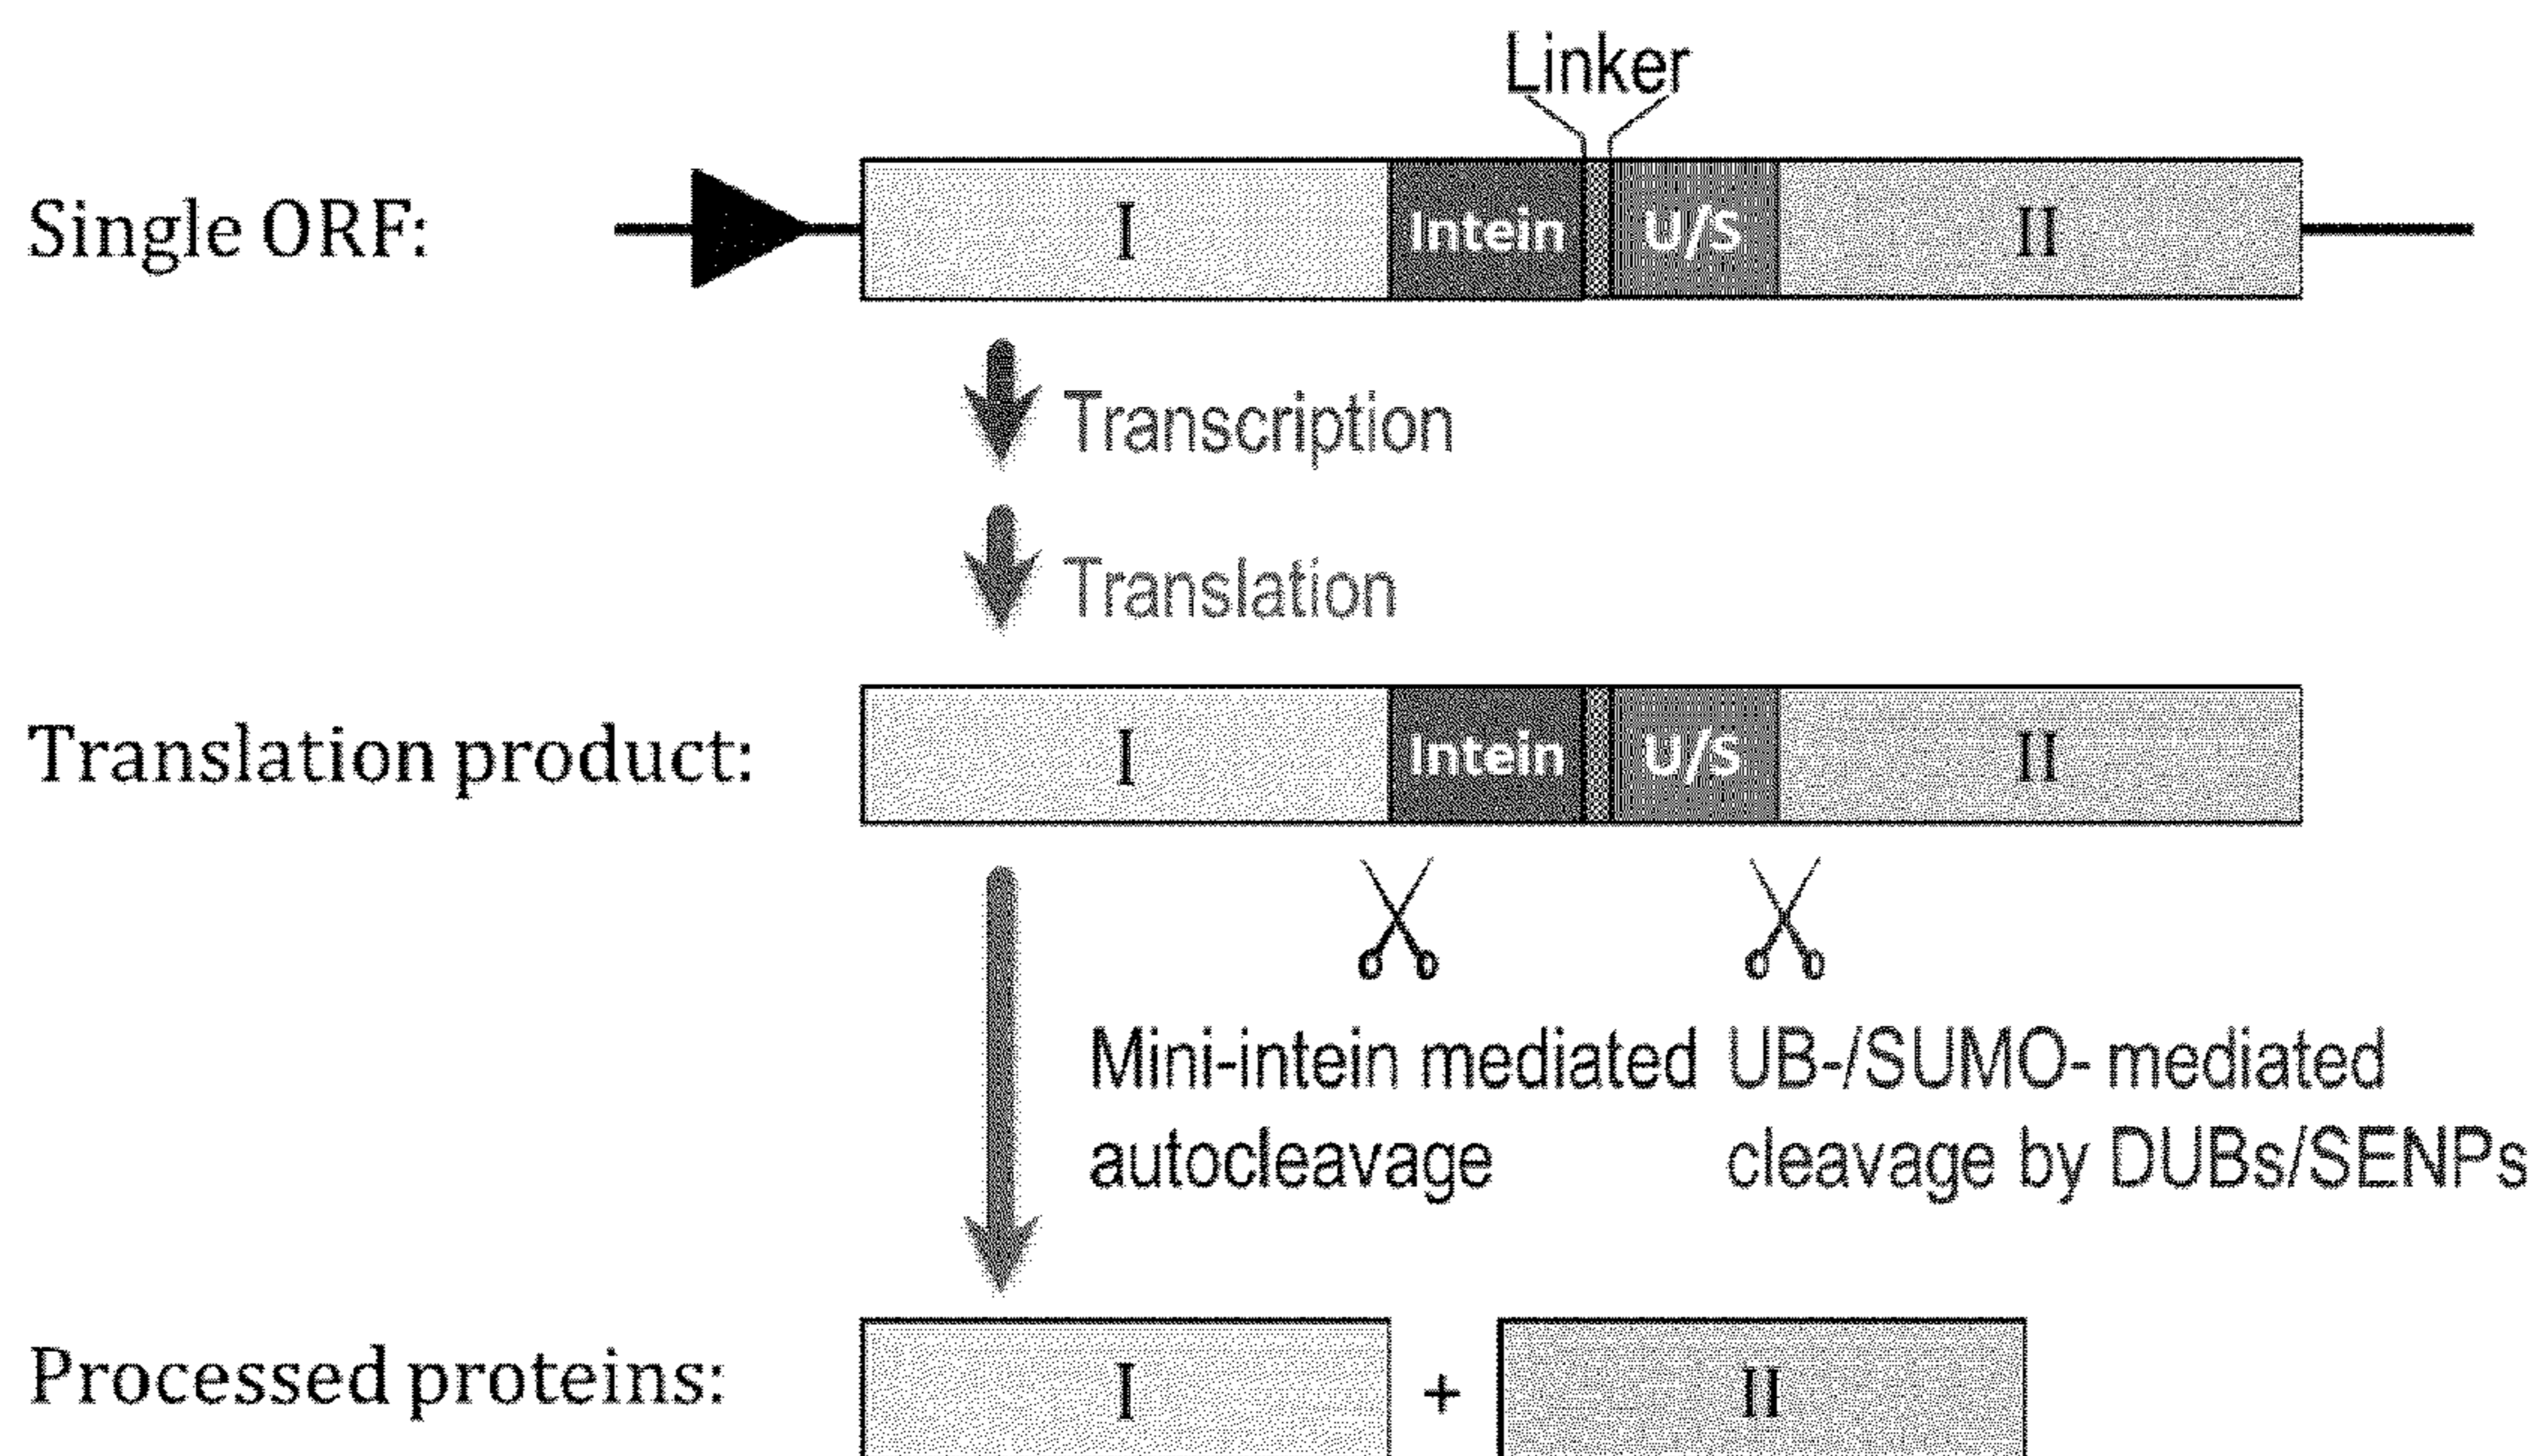 Linker
Single ORF: I Intein U/S II
Transcription
Translation
Translation product: I Intein U/S II
Mini-intein mediated autocleavage
UB-/SUMO- mediated cleavage by DUBs/SENPs
Processed proteins: I + II